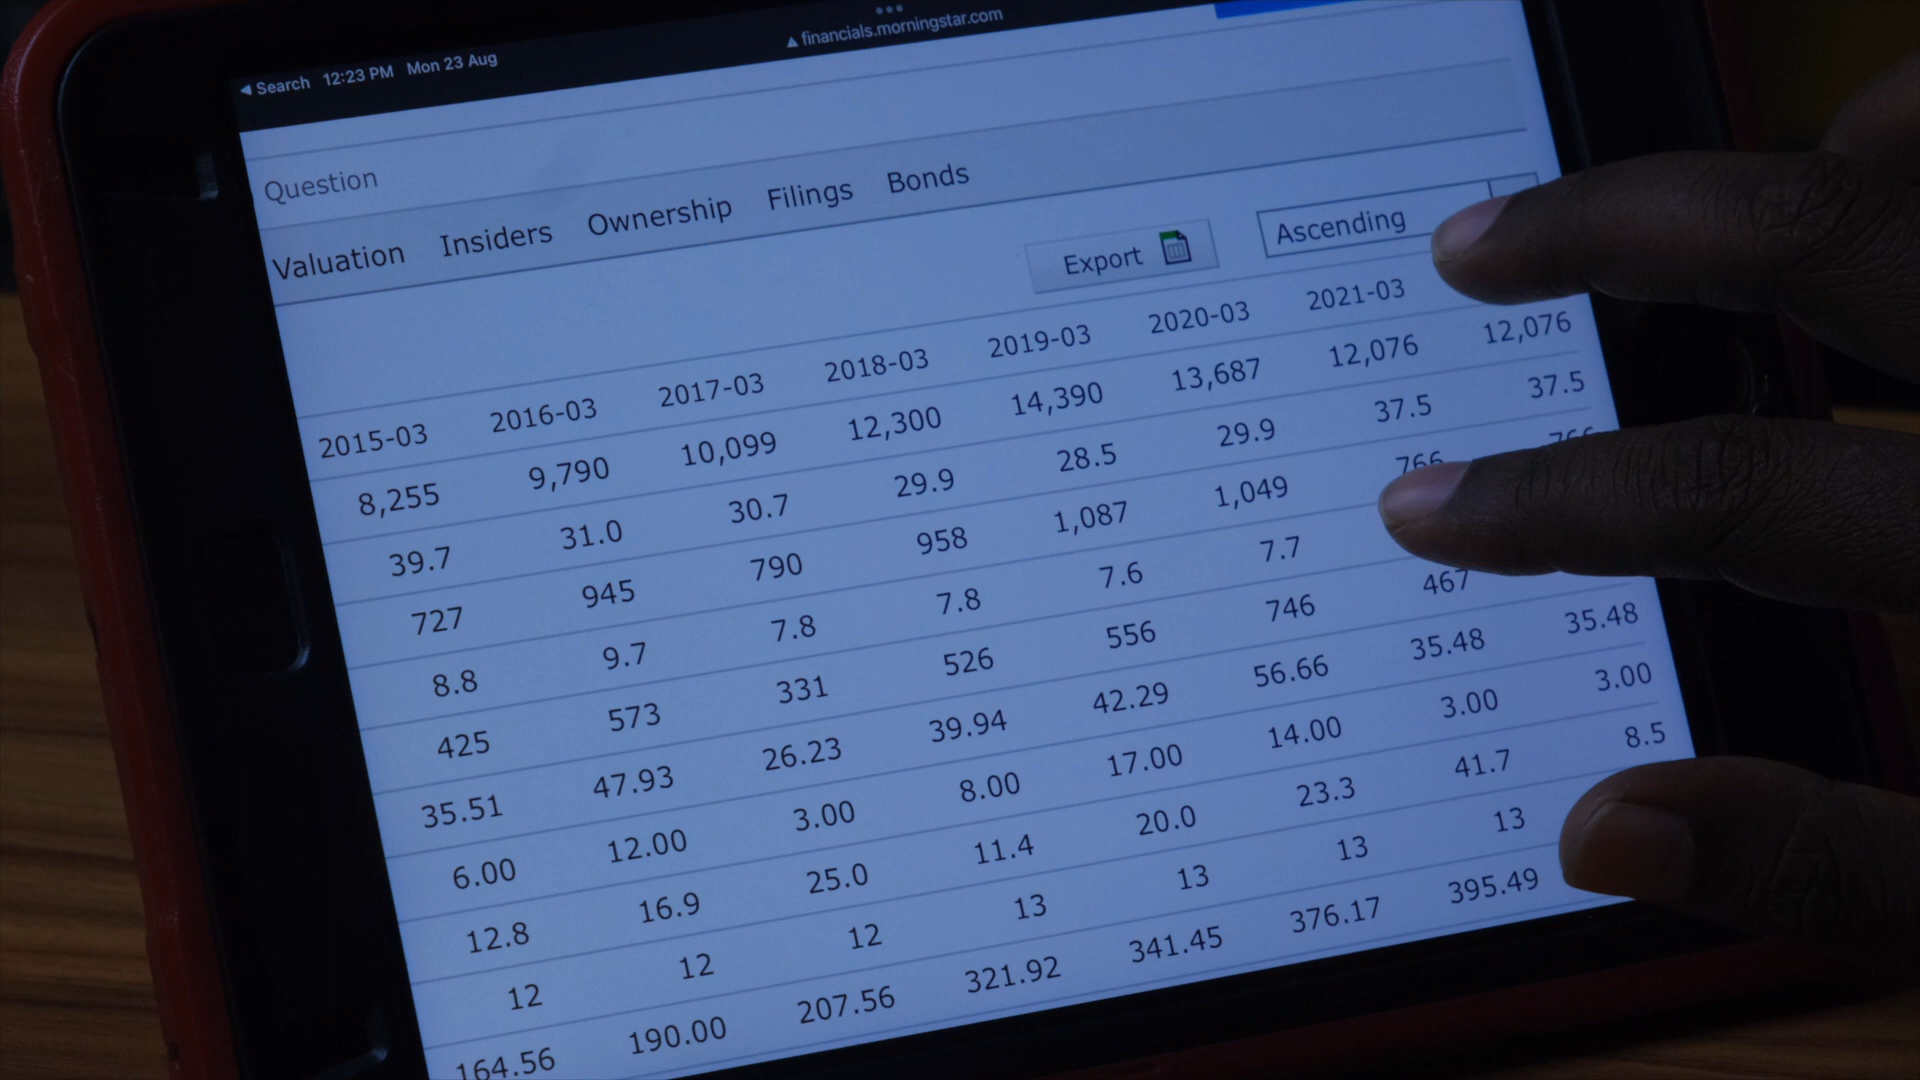 Search 12:23 PM Mon 23 Aug
financials.morningstar.com
Question
Valuation Insiders Ownership Filings Bonds
Export Ascending
2015-03 2016-03 2017-03 2018-03 2019-03 2020-03 2021-03
8,255 9,790 10,099 12,300 14,390 13,687 12,076 12,076
39.7 31.0 30.7 29.9 28.5 29.9 37.5 37.5
727 945 790 958 1,087 1,049 766 766
8.8 9.7 7.8 7.8 7.6 7.7
425 573 331 526 556 746 467
35.51 47.93 26.23 39.94 42.29 56.66 35.48 35.48
6.00 12.00 3.00 8.00 17.00 14.00 3.00 3.00
12.8 16.9 25.0 11.4 20.0 23.3 41.7 8.5
12 12 12 13 13 13 13
164.56 190.00 207.56 321.92 341.45 376.17 395.49